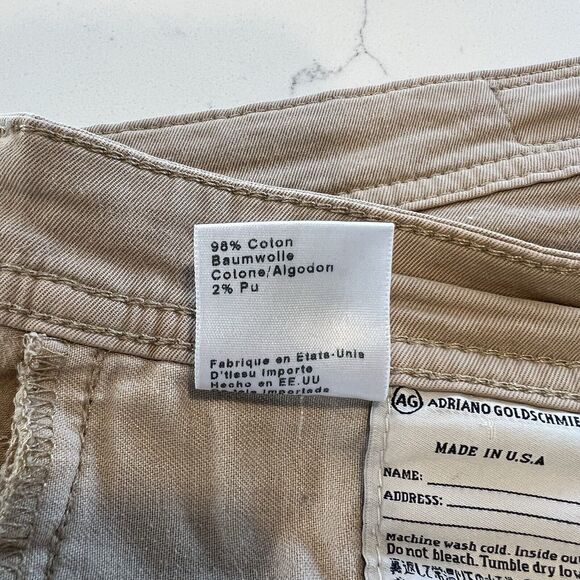 98% Coton
Baumwolle
Cotone/Algodon
2% Pu
Fabrique en Etats-Unis
D'tissu importe
Hecho en EE.UU
AG ADRIANO GOLDSCHMIE
MADE IN U.S.A
NAME:
ADDRESS:
Machine wash cold. Inside ou
Do not bleach. Tumble dry lo